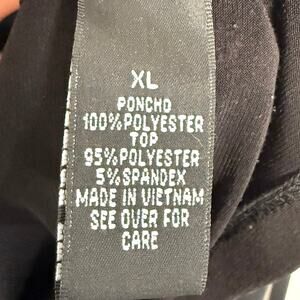 XL
PONCHO
100%POLYESTER
TOP
95%POLYESTER
5%SPANDEX
MADE IN VIETNAM
SEE OVER FOR
CARE